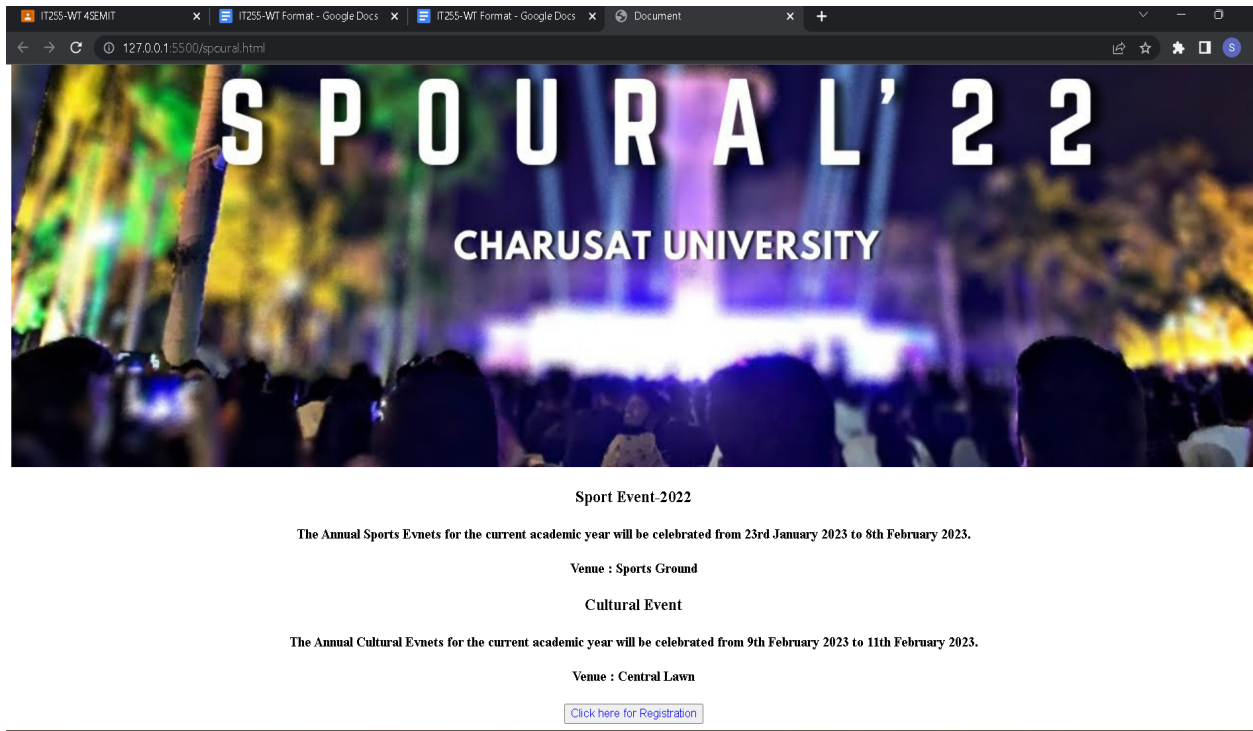 IT255-WT 4SEMIT
IT255-WT Format - Google Docs
IT255-WT Format - Google Docs
Document
127.0.0.1:5500/spoural.html
S
SPOURAL'22
CHARUSAT UNIVERSITY
Sport Event-2022
The Annual Sports Evnets for the current academic year will be celebrated from 23rd January 2023 to 8th February 2023.
Venue : Sports Ground
Cultural Event
The Annual Cultural Evnets for the current academic year will be celebrated from 9th February 2023 to 11th February 2023.
Venue : Central Lawn
Click here for Registration